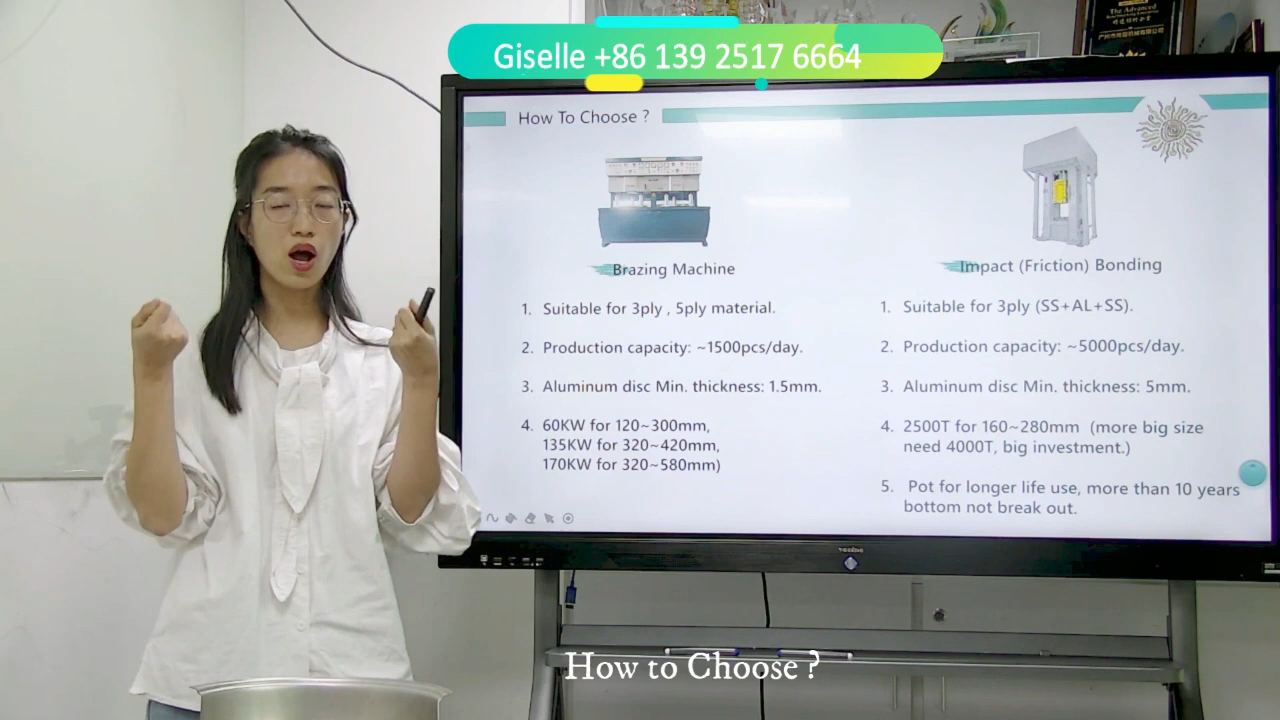 The Advanced
Giselle +86 139 2517 6664
How To Choose ?
Brazing Machine
1. Suitable for 3ply , 5ply material.
2. Production capacity: ~1500pcs/day.
3. Aluminum disc Min. thickness: 1.5mm.
4. 60KW for 120~300mm,
135KW for 320~420mm,
170KW for 320~580mm)
Impact (Friction) Bonding
1. Suitable for 3ply (SS+AL+SS).
2. Production capacity: ~5000pcs/day.
3. Aluminum disc Min. thickness: 5mm.
4. 2500T for 160~280mm (more big size
need 4000T, big investment.)
5. Pot for longer life use, more than 10 years
bottom not break out.
How to Choose ?